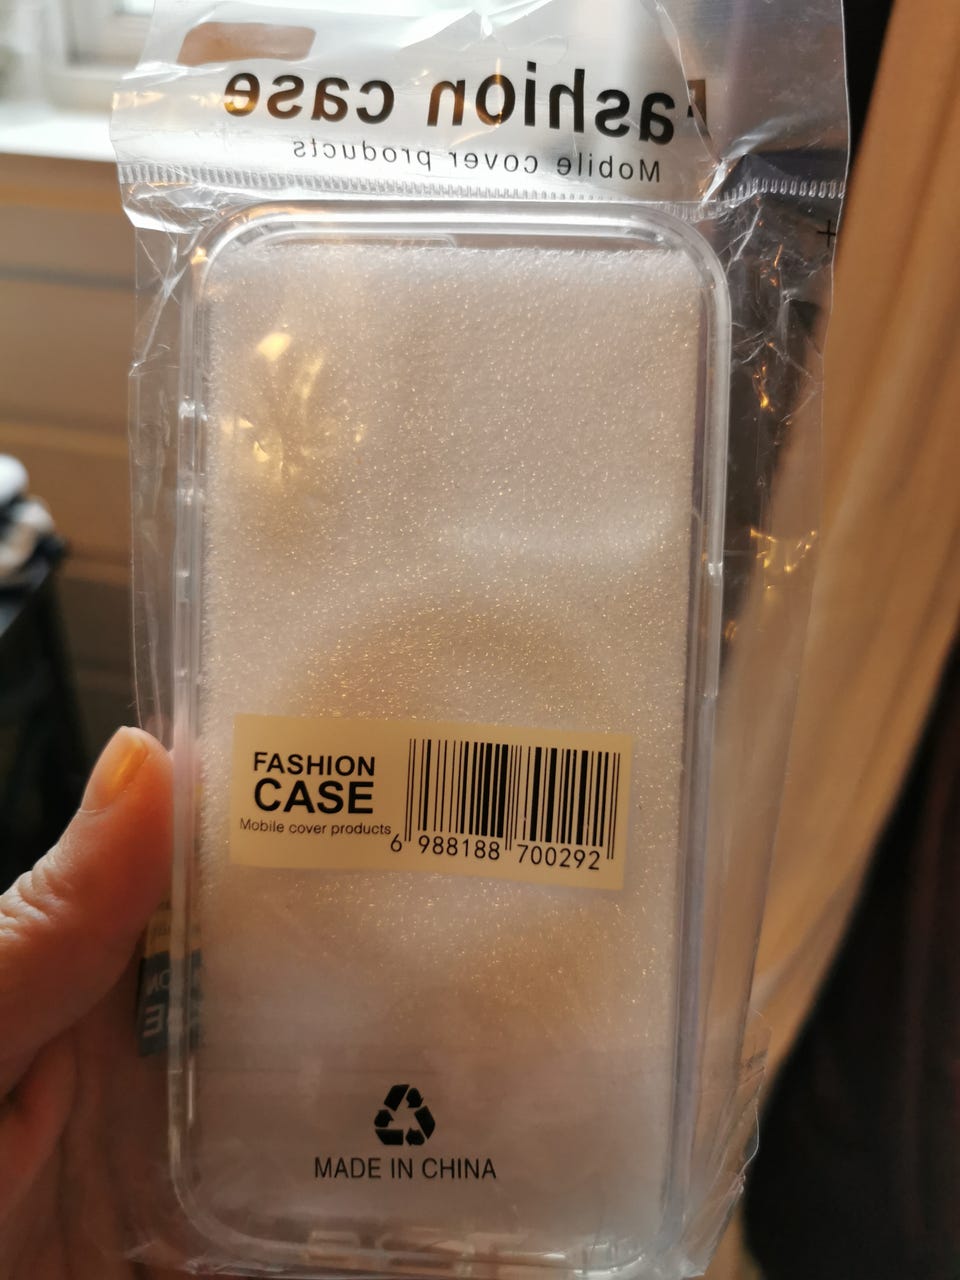 Fashion case
Mobile cover products
+
FASHION
CASE
Mobile cover products
6 988188 700292
MADE IN CHINA